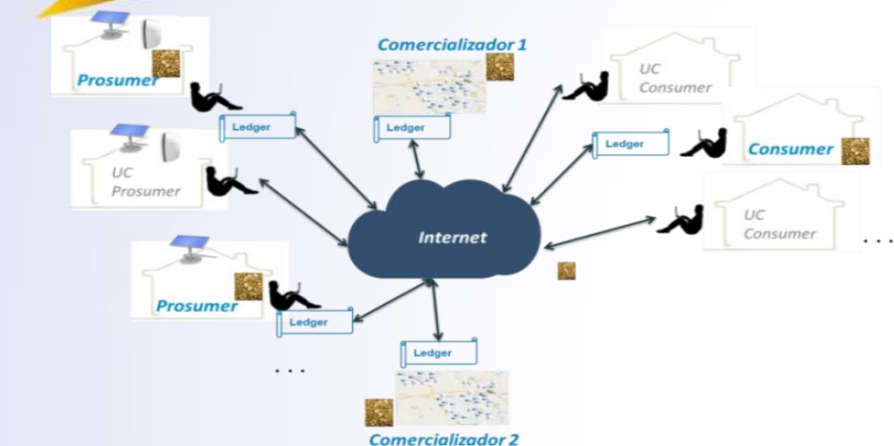 Comercializador 1
Prosumer
Ledger
Ledger
UC
Consumer
Ledger
Consumer
UC
Prosumer
UC
Consumer
...
Internet
Prosumer
Ledger
...
Ledger
Comercializador 2